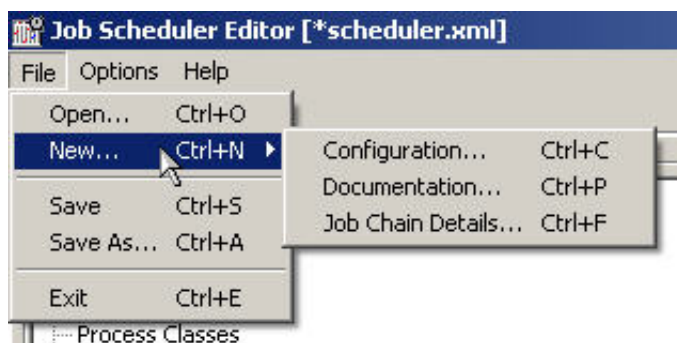 Job Scheduler Editor [*scheduler.xml]
File Options Help
Open... Ctrl+O
New... Ctrl+N
Configuration... Ctrl+C
Documentation... Ctrl+P
Job Chain Details... Ctrl+F
Save Ctrl+S
Save As... Ctrl+A
Exit Ctrl+E
Process Classes